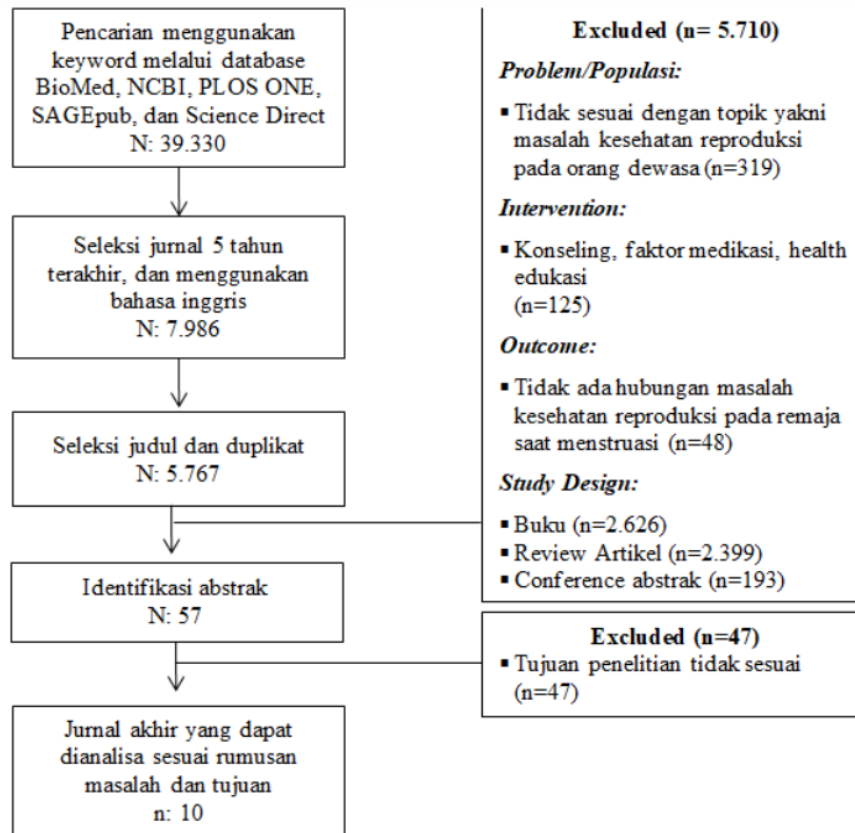 Pencarian menggunakan
keyword melalui database
BioMed, NCBI, PLOS ONE,
SAGEpub, dan Science Direct
N: 39.330
Seleksi jurnal 5 tahun
terakhir, dan menggunakan
bahasa inggris
N: 7.986
Seleksi judul dan duplikat
N: 5.767
Identifikasi abstrak
N: 57
Jurnal akhir yang dapat
dianalisa sesuai rumusan
masalah dan tujuan
n: 10
Excluded (n= 5.710)
Problem/Populasi:
▪ Tidak sesuai dengan topik yakni
masalah kesehatan reproduksi
pada orang dewasa (n=319)
Intervention:
▪ Konseling, faktor medikasi, health
edukasi
(n=125)
Outcome:
▪ Tidak ada hubungan masalah
kesehatan reproduksi pada remaja
saat menstruasi (n=48)
Study Design:
▪ Buku (n=2.626)
▪ Review Artikel (n=2.399)
▪ Conference abstrak (n=193)
Excluded (n=47)
▪ Tujuan penelitian tidak sesuai
(n=47)